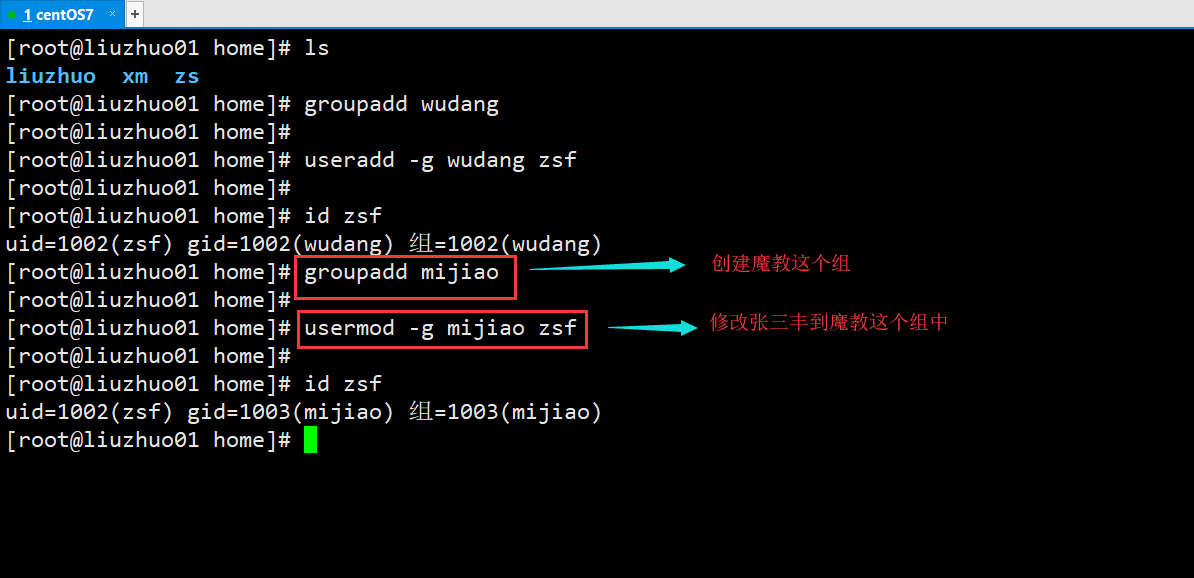 1 centOS7 × +
[root@liuzhuo01 home]# ls
liuzhuo  xm  zs
[root@liuzhuo01 home]# groupadd wudang
[root@liuzhuo01 home]#
[root@liuzhuo01 home]# useradd -g wudang zsf
[root@liuzhuo01 home]#
[root@liuzhuo01 home]# id zsf
uid=1002(zsf) gid=1002(wudang) 组=1002(wudang)
[root@liuzhuo01 home]# groupadd mijiao 创建魔教这个组
[root@liuzhuo01 home]#
[root@liuzhuo01 home]# usermod -g mijiao zsf 修改张三丰到魔教这个组中
[root@liuzhuo01 home]#
[root@liuzhuo01 home]# id zsf
uid=1002(zsf) gid=1003(mijiao) 组=1003(mijiao)
[root@liuzhuo01 home]#